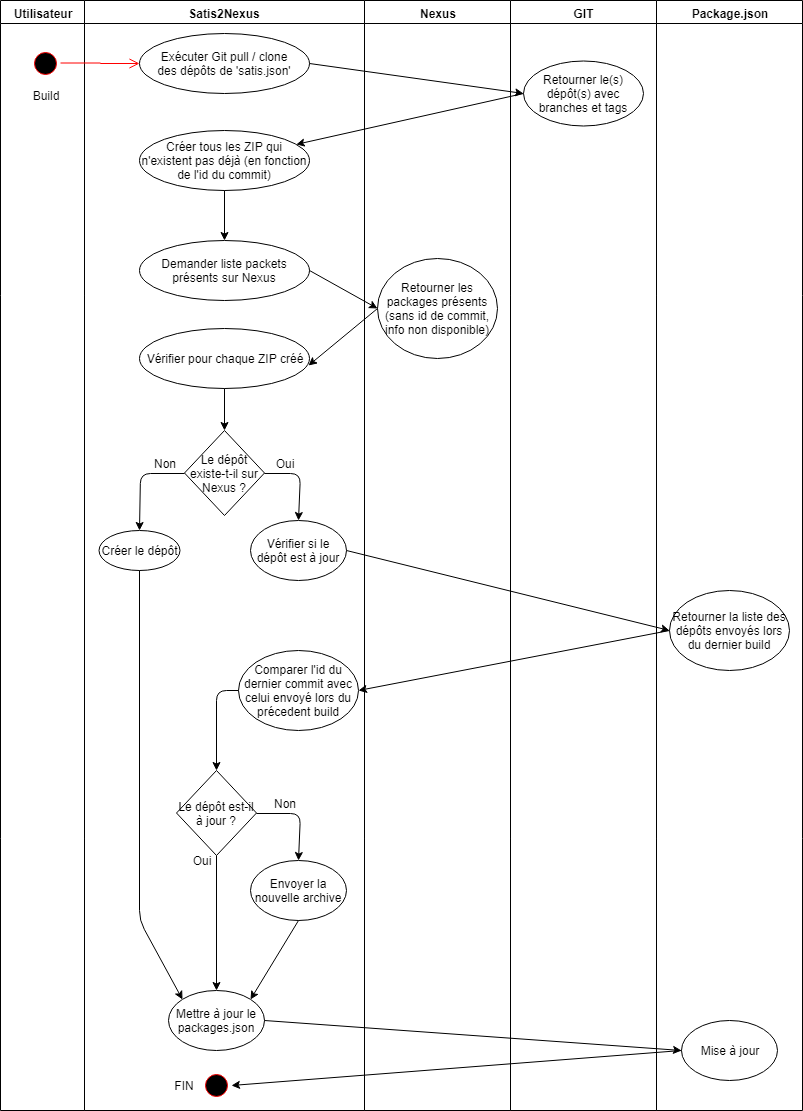 Utilisateur
Satis2Nexus
Nexus
GIT
Package.json
Build
Exécuter Git pull / clone
des dépôts de 'satis.json'
Retourner le(s)
dépôt(s) avec
branches et tags
Créer tous les ZIP qui
n'existent pas déjà (en fonction
de l'id du commit)
Demander liste packets
présents sur Nexus
Retourner les
packages présents
(sans id de commit,
info non disponible)
Vérifier pour chaque ZIP créé
Le dépôt
existe-t-il sur
Nexus ?
Non
Oui
Créer le dépôt
Vérifier si le
dépôt est à jour
Retourner la liste des
dépôts envoyés lors
du dernier build
Comparer l'id du
dernier commit avec
celui envoyé lors du
précedent build
Le dépôt est-il
à jour ?
Non
Oui
Envoyer la
nouvelle archive
Mettre à jour le
packages.json
Mise à jour
FIN